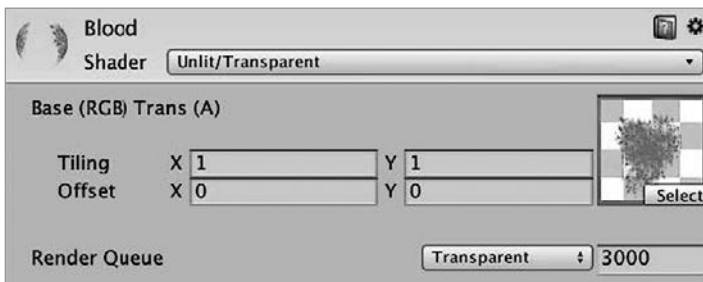 Blood
Shader Unlit/Transparent
Base (RGB) Trans (A)
Tiling X 1 Y 1
Offset X 0 Y 0
Select
Render Queue Transparent 3000